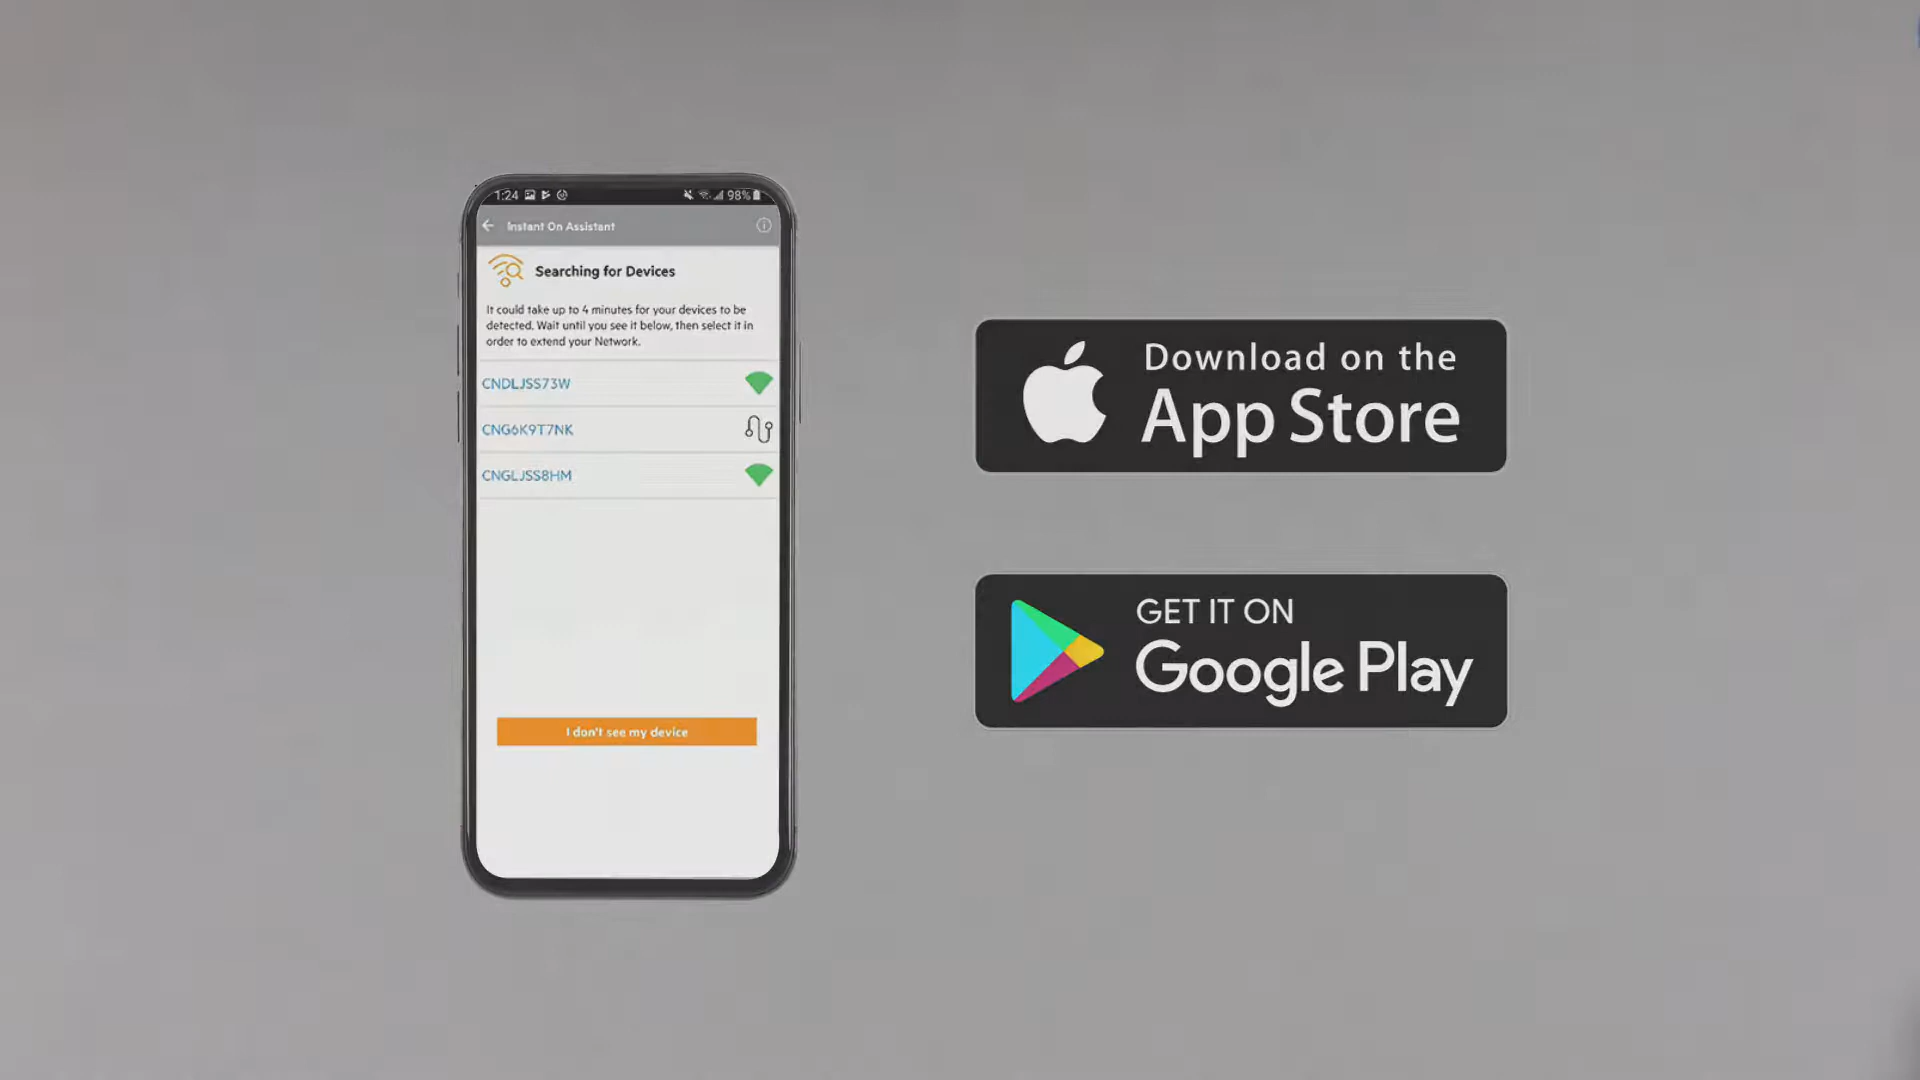 1:24 98%
Instant On Assistant
Searching for Devices
It could take up to 4 minutes for your devices to be
detected. Wait until you see it below, then select it in
order to extend your Network.
CNDLJSS73W
CNG6K9T7NK
CNGLJSS8HM
I don't see my device
Download on the
App Store
GET IT ON
Google Play